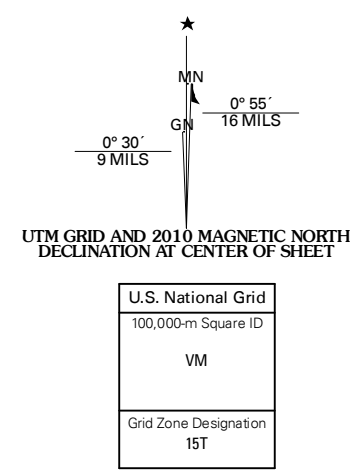 ★
MN
0° 55´
16 MILS
GN
0° 30´
9 MILS
UTM GRID AND 2010 MAGNETIC NORTH
DECLINATION AT CENTER OF SHEET
U.S. National Grid
100,000-m Square ID
VM
Grid Zone Designation
15T